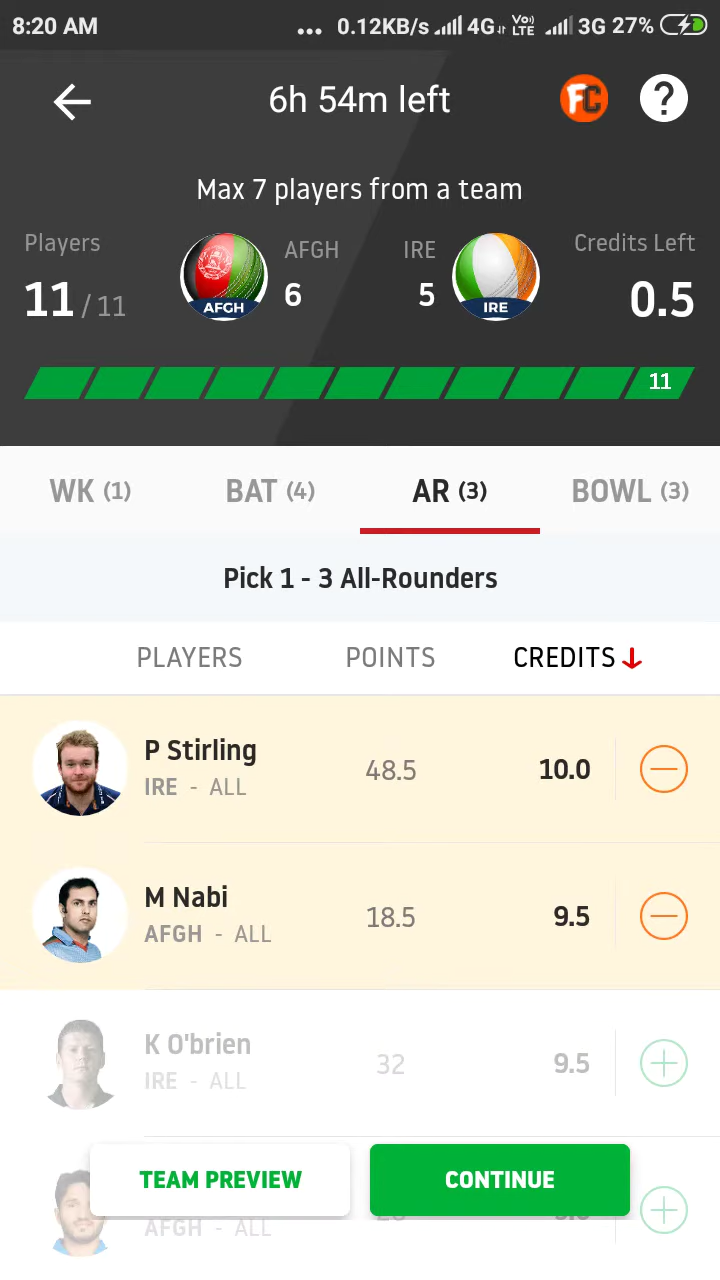 8:20 AM ... 0.12KB/s 4G Vo) LTE 3G 27%
6h 54m left FC ?
Max 7 players from a team
Players AFGH IRE Credits Left
11 / 11 6 5 0.5
AFGH IRE
11
WK (1) BAT (4) AR (3) BOWL (3)
Pick 1 - 3 All-Rounders
PLAYERS POINTS CREDITS
P Stirling
IRE - ALL 48.5 10.0
M Nabi
AFGH - ALL 18.5 9.5
K O'brien
IRE - ALL 32 9.5
TEAM PREVIEW CONTINUE
AFGH - ALL